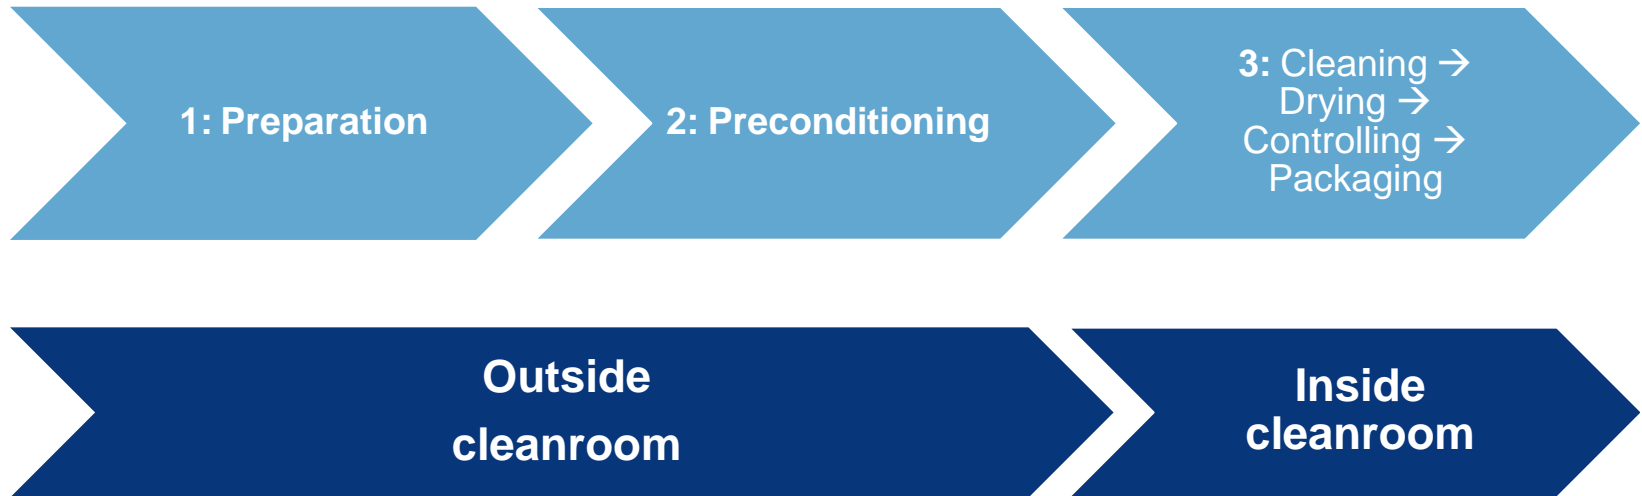 1: Preparation
2: Preconditioning
3: Cleaning →
Drying →
Controlling →
Packaging
Outside
cleanroom
Inside
cleanroom